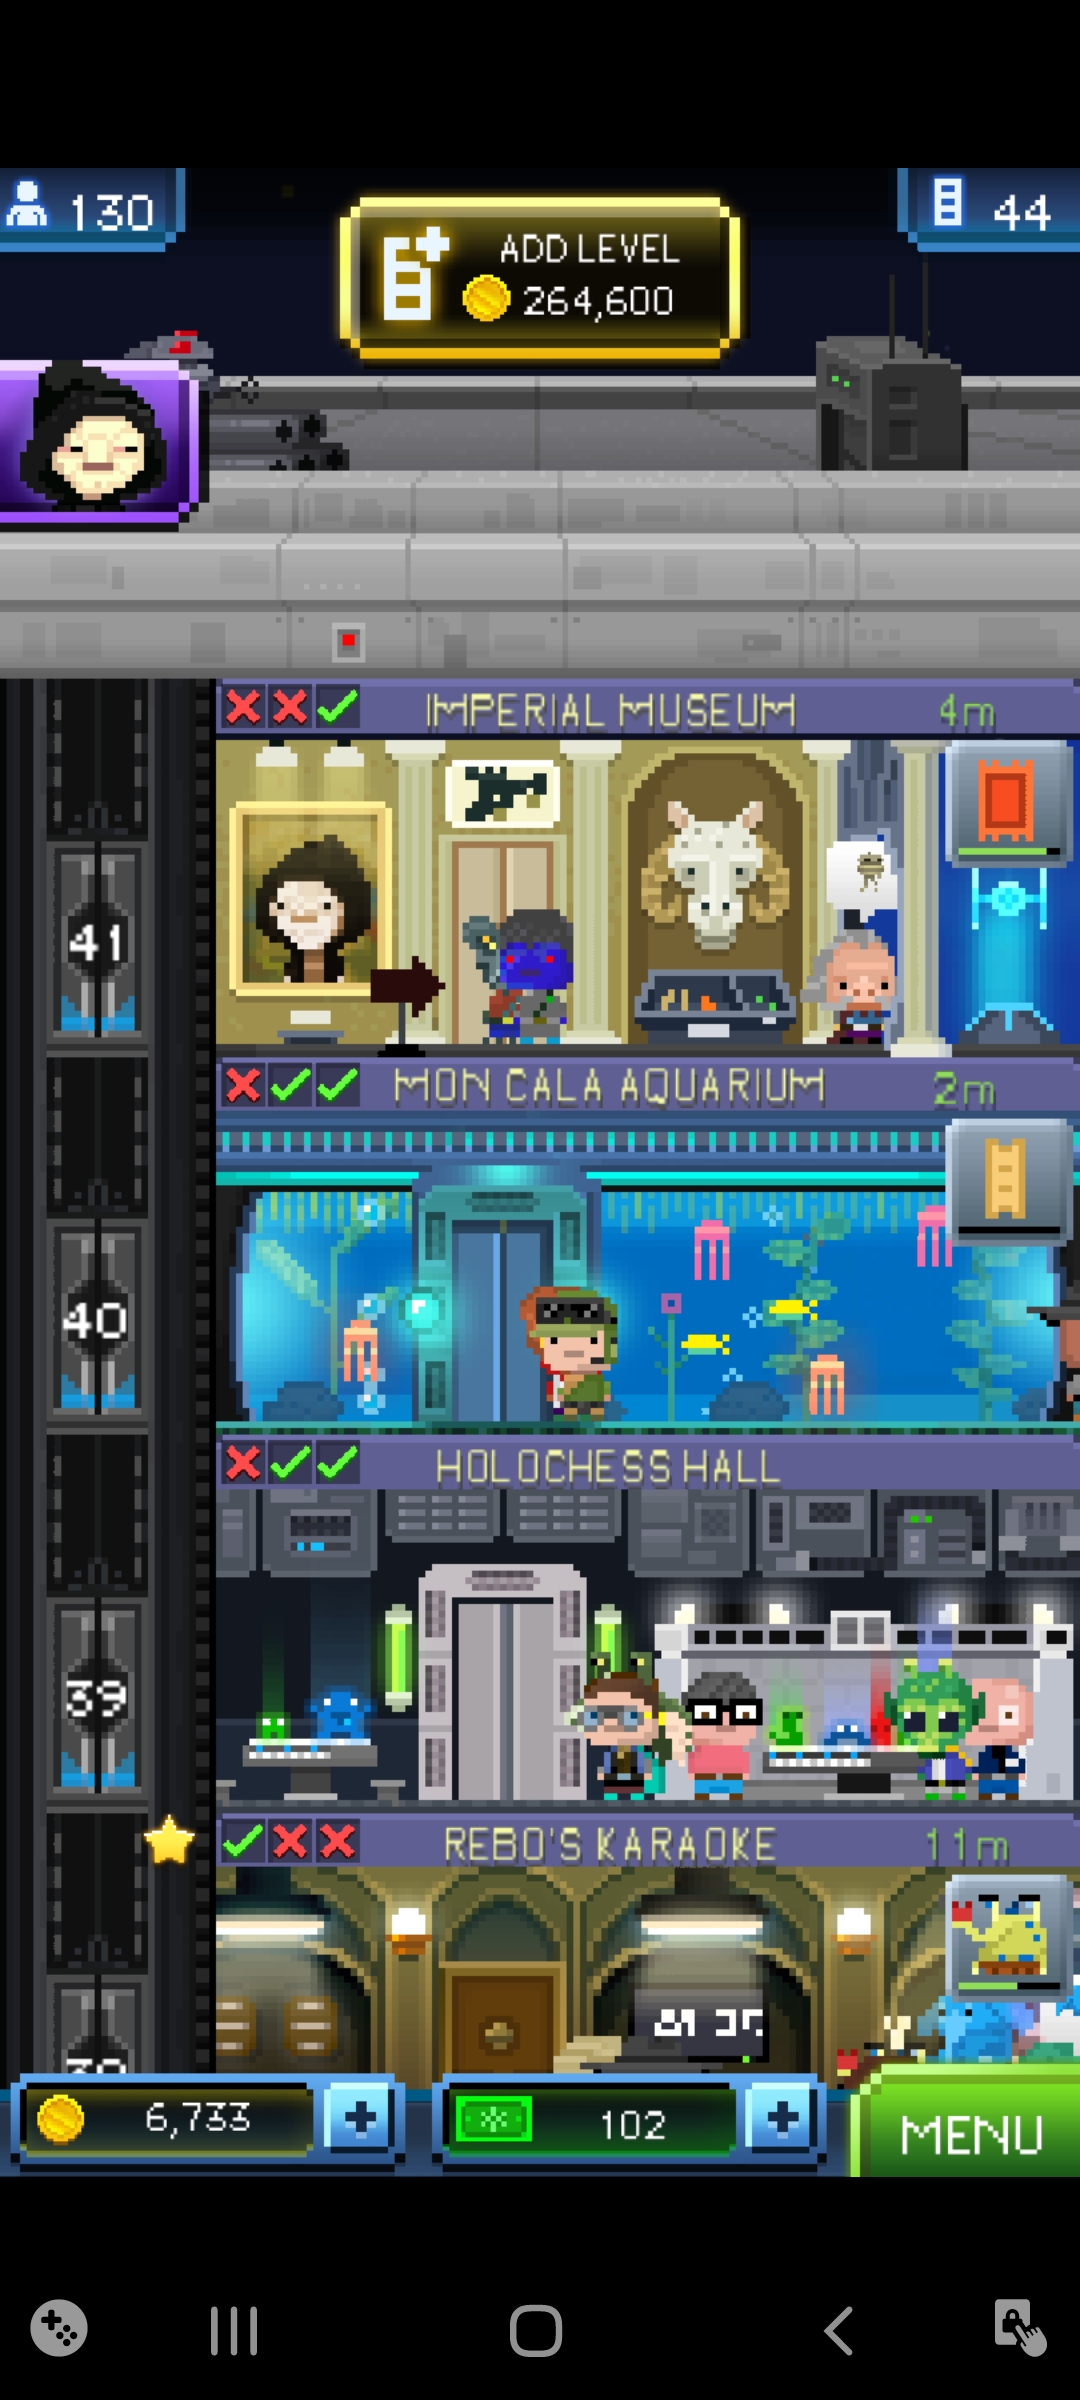 130
ADD LEVEL
264,600
44
IMPERIAL MUSEUM 4m
41
MON CALA AQUARIUM 2m
40
HOLOCHESS HALL
39
REBO'S KARAOKE 11m
6,733
102
MENU